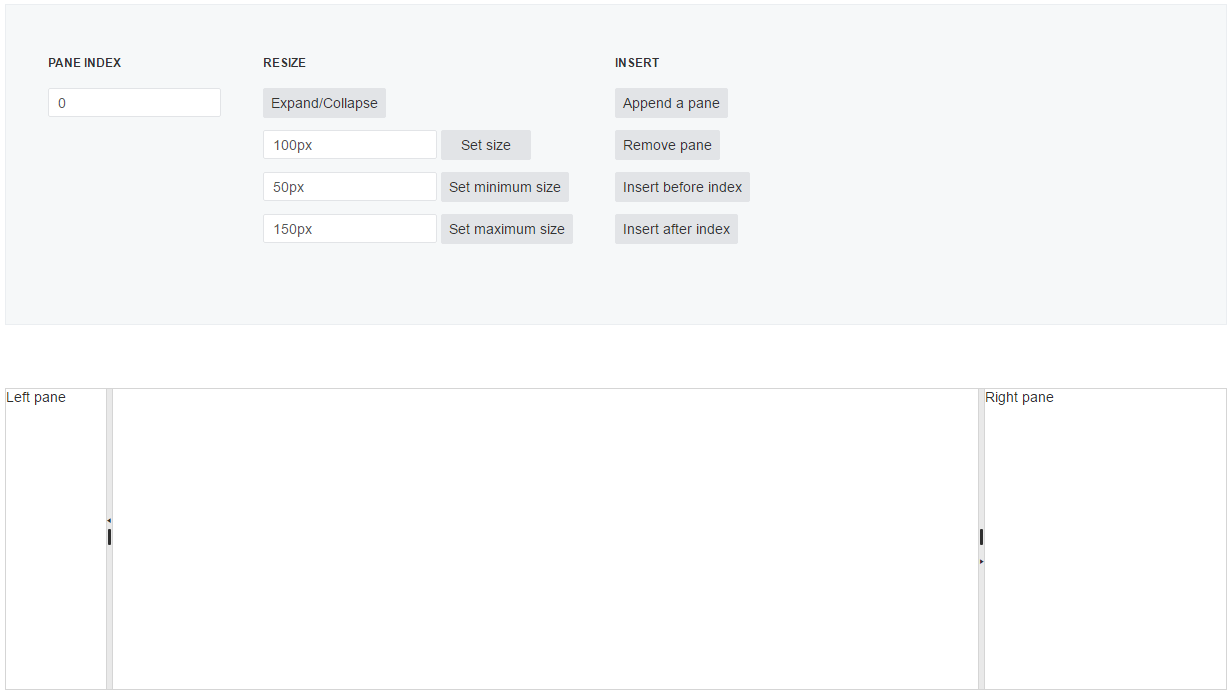 PANE INDEX
0
RESIZE
Expand/Collapse
100px Set size
50px Set minimum size
150px Set maximum size
INSERT
Append a pane
Remove pane
Insert before index
Insert after index
Left pane
Right pane